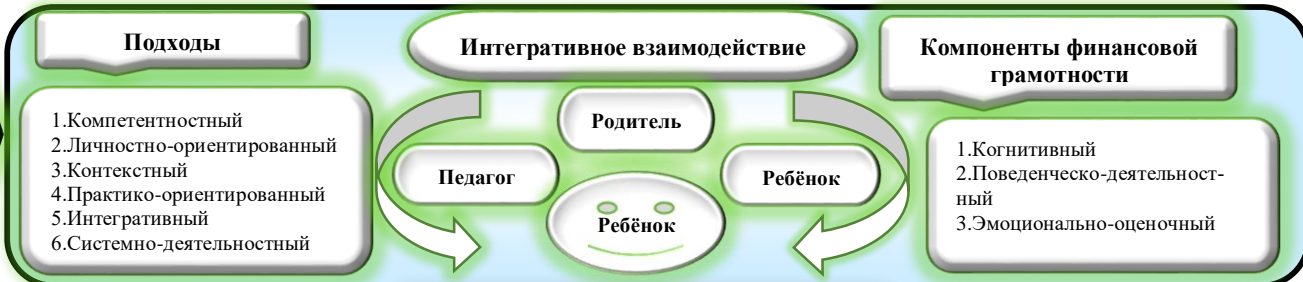 Подходы
1.Компетентностный
2.Личностно-ориентированный
3.Контекстный
4.Практико-ориентированный
5.Интегративный
6.Системно-деятельностный
Интегративное взаимодействие
Родитель
Педагог
Ребёнок
Ребёнок
Компоненты финансовой
грамотности
1.Когнитивный
2.Поведенческо-деятельност-
ный
3.Эмоционально-оценочный